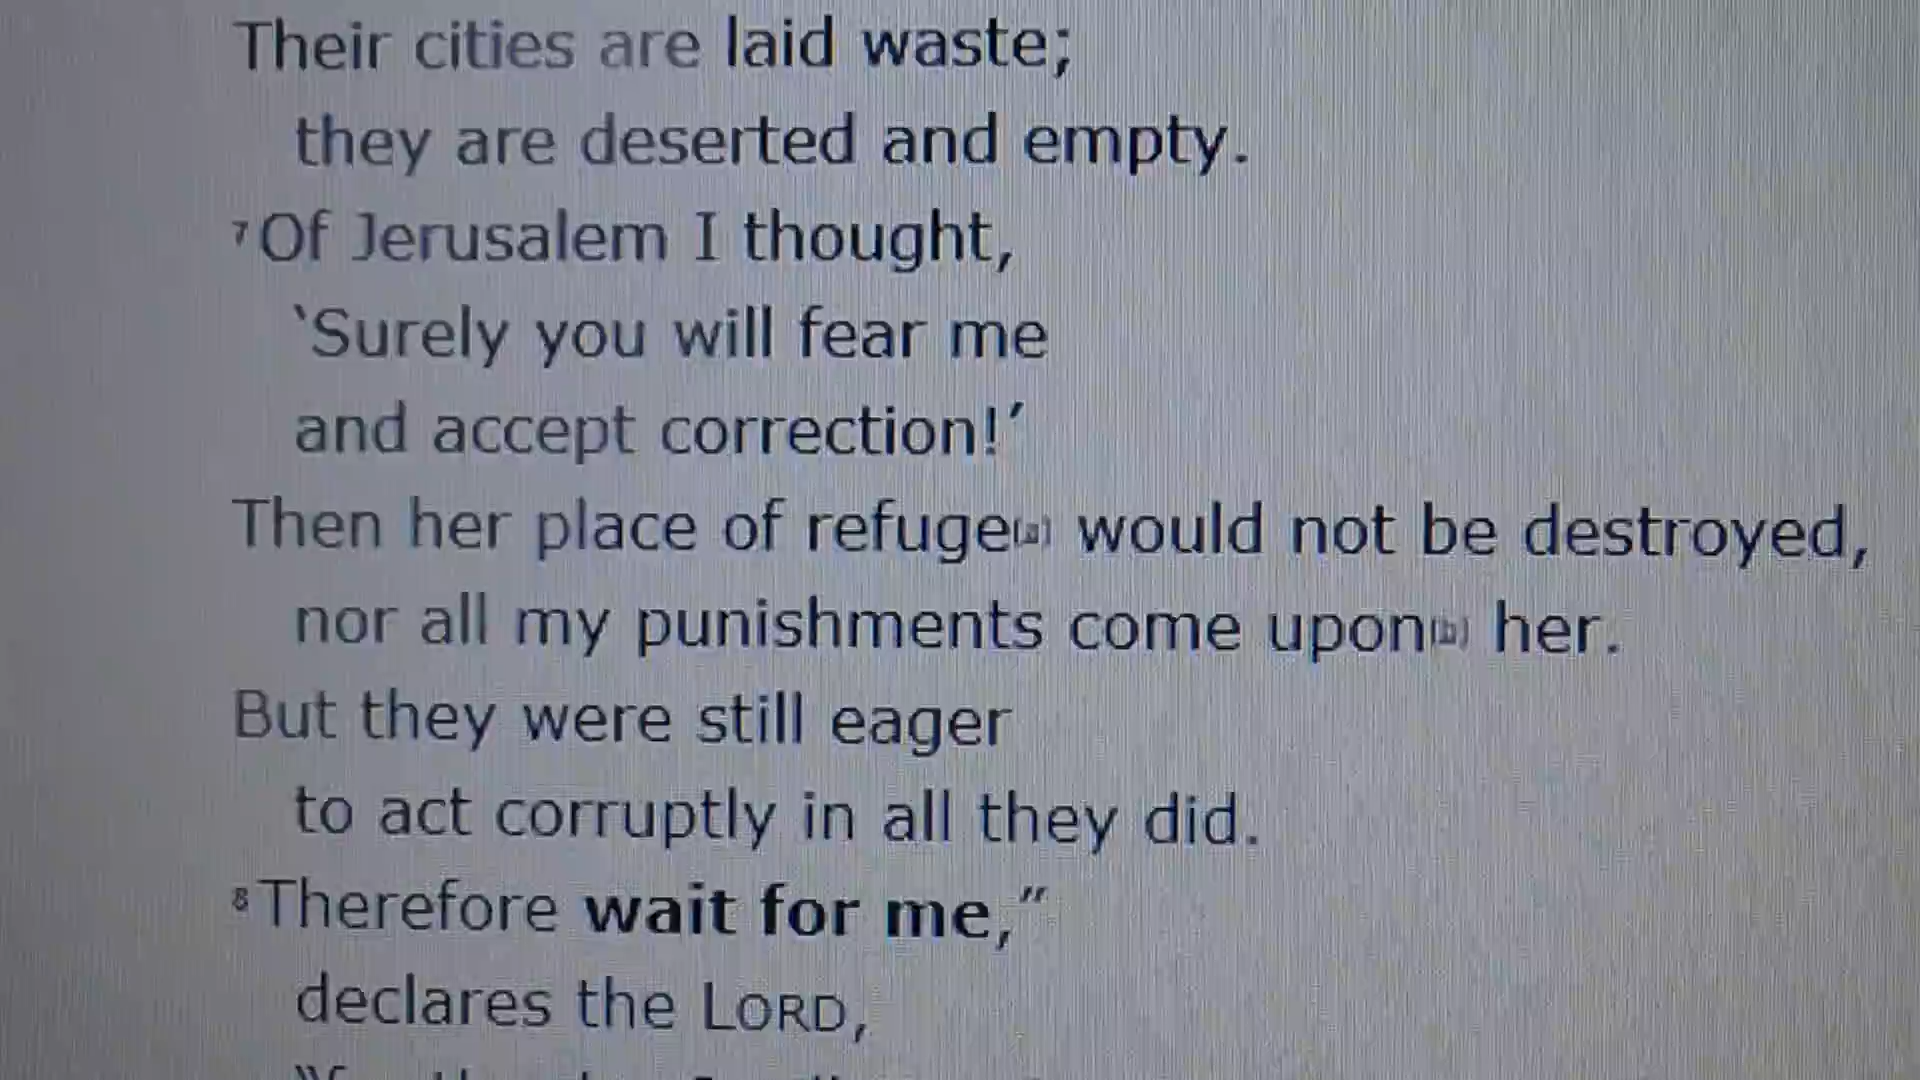 Their cities are laid waste;
they are deserted and empty.
7 Of Jerusalem I thought,
‘Surely you will fear me
and accept correction!’
Then her place of refuge[a] would not be destroyed,
nor all my punishments come upon[b] her.
But they were still eager
to act corruptly in all they did.
8 Therefore wait for me,”
declares the LORD,